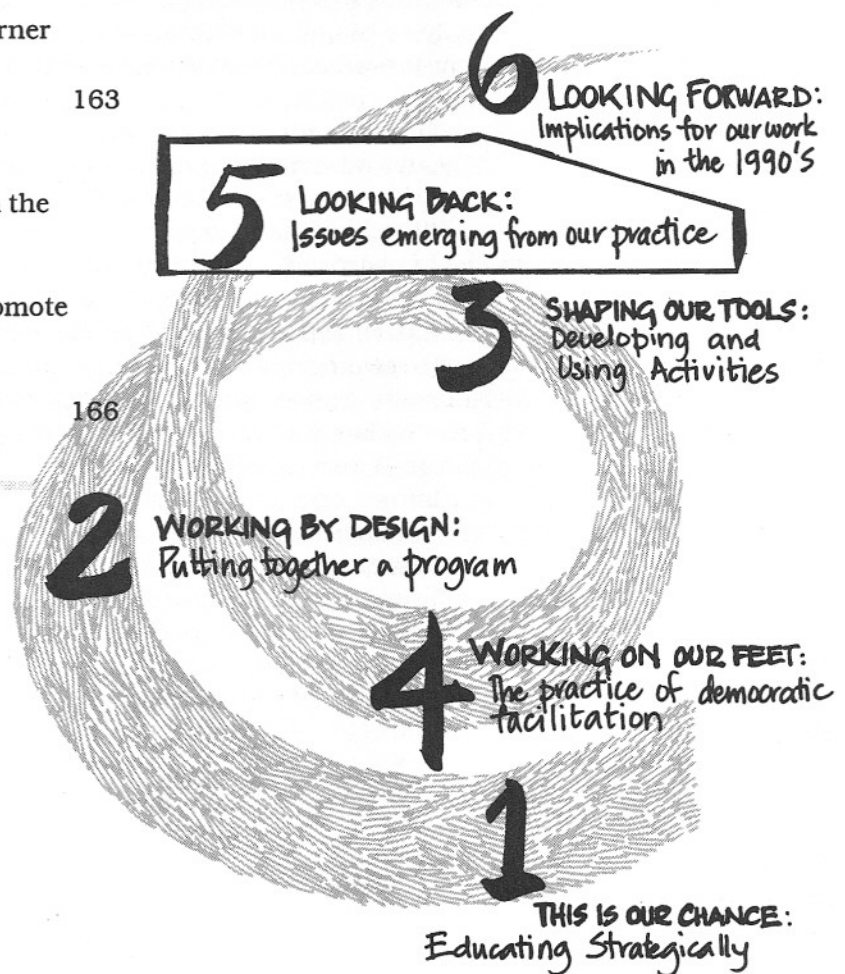 rner
163
the
omote
166
6
LOOKING FORWARD:
Implications for our work
in the 1990's
5
LOOKING BACK:
Issues emerging from our practice
3
SHAPING OUR TOOLS:
Developing and
Using Activities
2
WORKING BY DESIGN:
Putting together a program
4
WORKING ON OUR FEET:
The practice of democratic
facilitation
1
THIS IS OUR CHANCE:
Educating Strategically